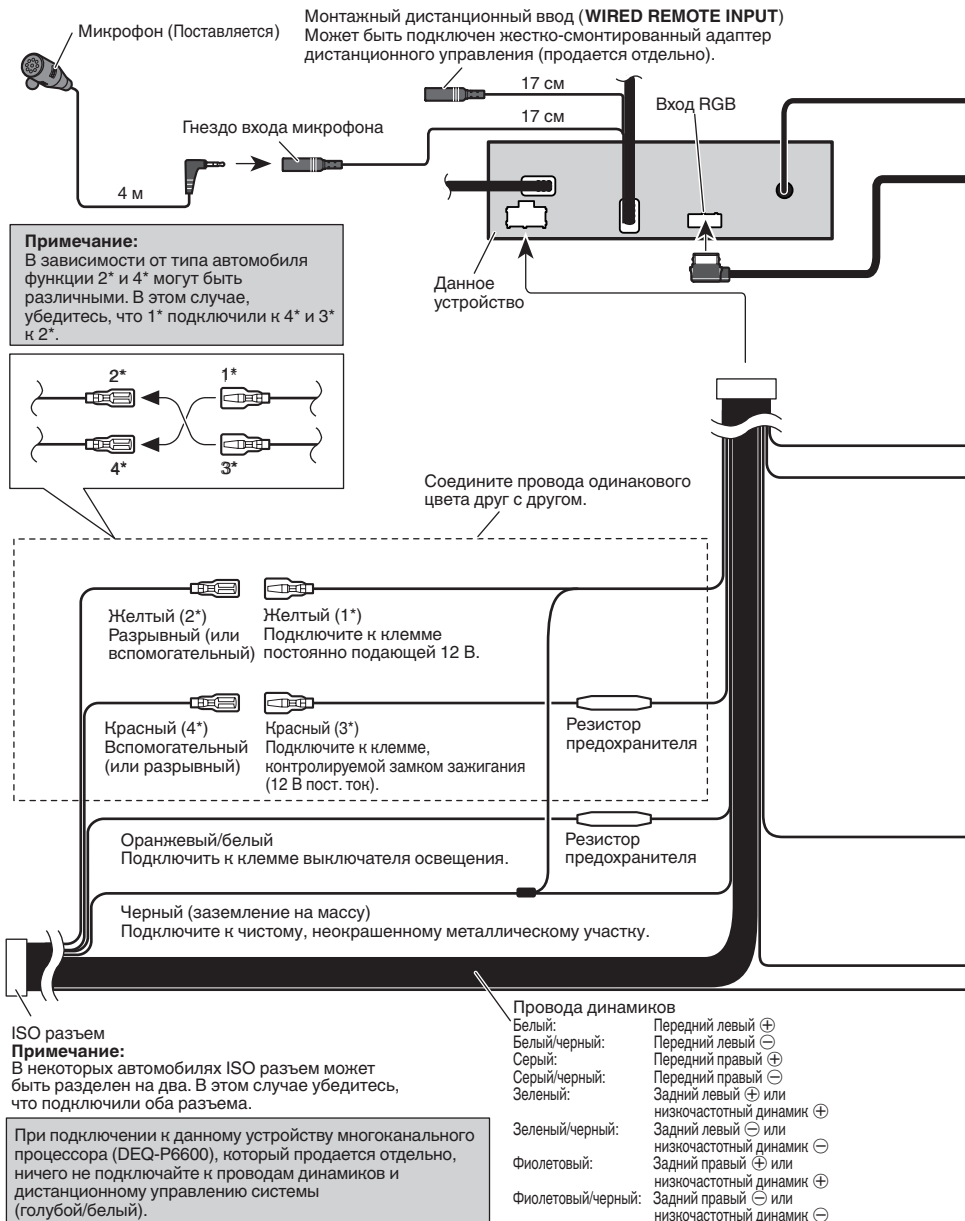 Монтажный дистанционный ввод (WIRED REMOTE INPUT)
Может быть подключен жестко-смонтированный адаптер
дистанционного управления (продается отдельно).
Микрофон (Поставляется)
17 см
Вход RGB
17 см
Гнездо входа микрофона
4 м
Примечание:
В зависимости от типа автомобиля
функции 2* и 4* могут быть
различными. В этом случае,
убедитесь, что 1* подключили к 4* и 3*
к 2*.
Данное
устройство
2*
1*
4*
3*
Соедините провода одинакового
цвета друг с другом.
Желтый (2*)
Разрывный (или
вспомогательный)
Желтый (1*)
Подключите к клемме
постоянно подающей 12 В.
Красный (4*)
Вспомогательный
(или разрывный)
Красный (3*)
Подключите к клемме,
контролируемой замком зажигания
(12 В пост. ток).
Резистор
предохранителя
Оранжевый/белый
Подключить к клемме выключателя освещения.
Резистор
предохранителя
Черный (заземление на массу)
Подключите к чистому, неокрашенному металлическому участку.
ISO разъем
Примечание:
В некоторых автомобилях ISO разъем может
быть разделен на два. В этом случае убедитесь,
что подключили оба разъема.
При подключении к данному устройству многоканального
процессора (DEQ-P6600), который продается отдельно,
ничего не подключайте к проводам динамиков и
дистанционному управлению системы
(голубой/белый).
Провода динамиков
Белый: Передний левый ⊕
Белый/черный: Передний левый ⊖
Серый: Передний правый ⊕
Серый/черный: Передний правый ⊖
Зеленый: Задний левый ⊕ или
низкочастотный динамик ⊕
Зеленый/черный: Задний левый ⊖ или
низкочастотный динамик ⊖
Фиолетовый: Задний правый ⊕ или
низкочастотный динамик ⊕
Фиолетовый/черный: Задний правый ⊖ или
низкочастотный динамик ⊖